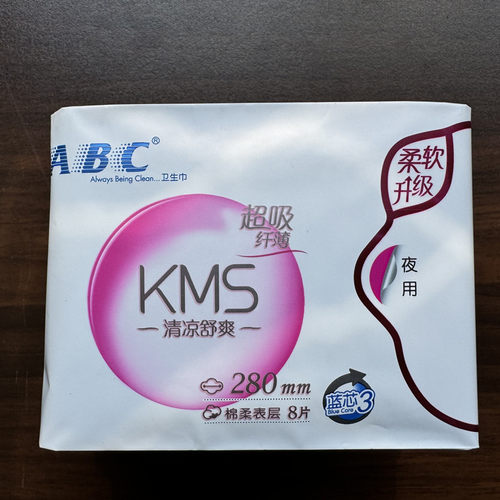 ABC®
Always Being Clean... 卫生巾
柔软
升级
超吸
纤薄
KMS
清凉舒爽
夜
用
280mm
棉柔表层 8片
蓝芯3
Blue Core